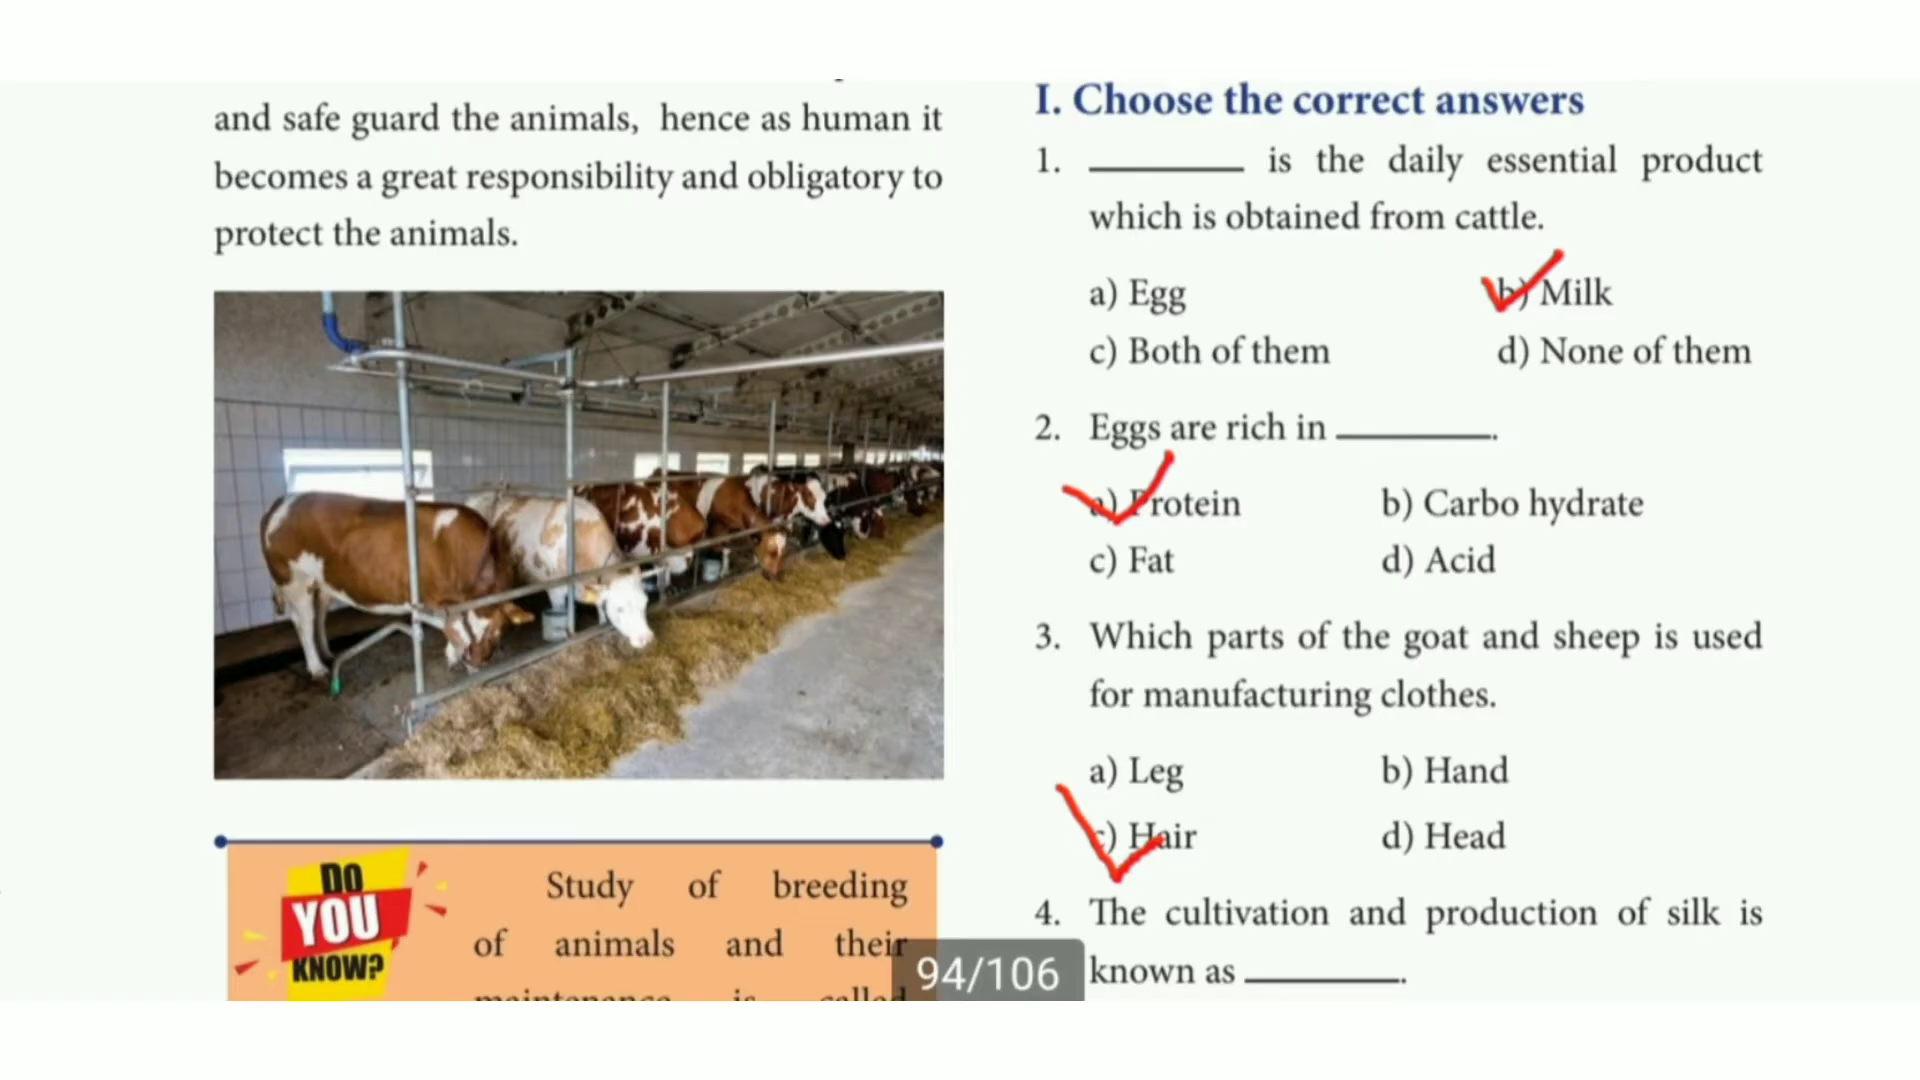 and safe guard the animals, hence as human it
becomes a great responsibility and obligatory to
protect the animals.
DO
YOU
KNOW?
Study of breeding
of animals and their
maintenance is called
94/106
I. Choose the correct answers
1. ________ is the daily essential product
which is obtained from cattle.
a) Egg b) Milk
c) Both of them d) None of them
2. Eggs are rich in ________.
a) Protein b) Carbo hydrate
c) Fat d) Acid
3. Which parts of the goat and sheep is used
for manufacturing clothes.
a) Leg b) Hand
c) Hair d) Head
4. The cultivation and production of silk is
known as ________.